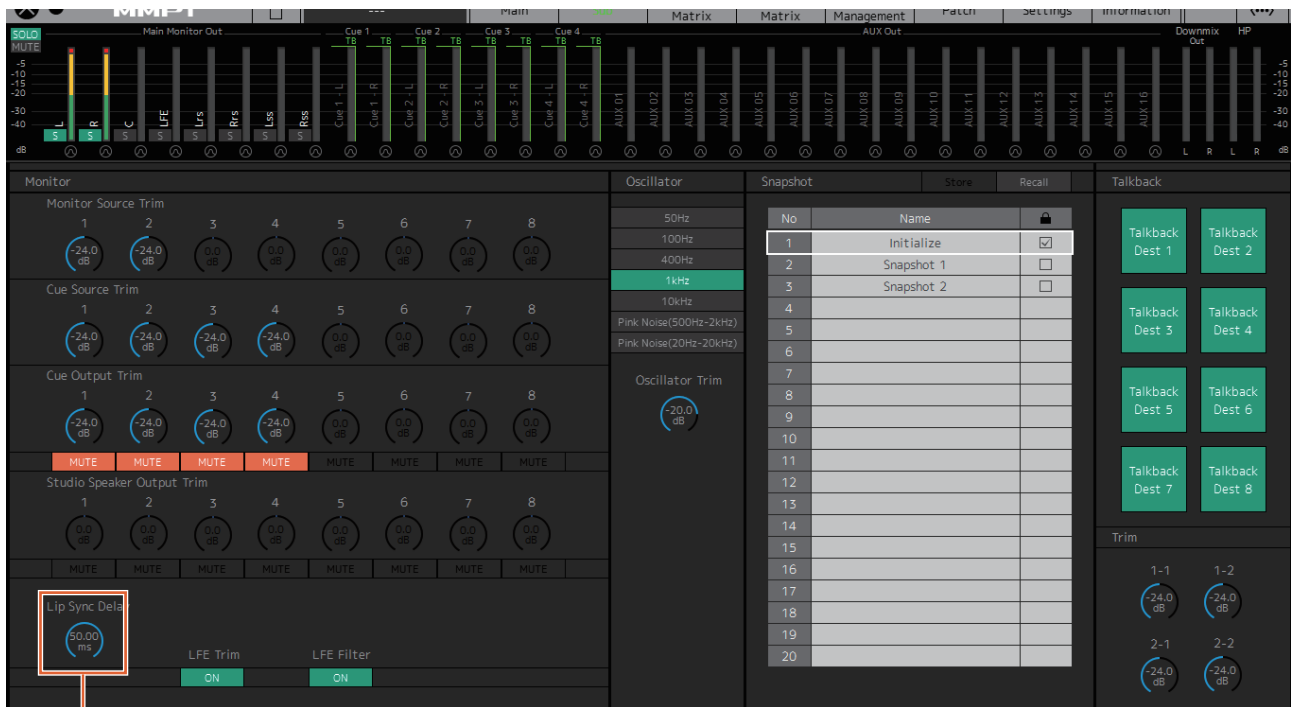 MMP1 --- Main Matrix Matrix Management Patch Settings Information
SOLO Main Monitor Out Cue 1 Cue 2 Cue 3 Cue 4 AUX Out Downmix Out HP
MUTE TB TB TB TB TB TB TB TB
-5 -5
-10 -10
-15 -15
-20 -20
-30 -30
-40 -40
L R C LFE Lrs Rrs Lss Rss Cue 1 - L Cue 1 - R Cue 2 - L Cue 2 - R Cue 3 - L Cue 3 - R Cue 4 - L Cue 4 - R AUX 01 AUX 02 AUX 03 AUX 04 AUX 05 AUX 06 AUX 07 AUX 08 AUX 09 AUX 10 AUX 11 AUX 12 AUX 13 AUX 14 AUX 15 AUX 16
S S S S S S S S
dB L R L R dB
Monitor
Monitor Source Trim
1 2 3 4 5 6 7 8
-24.0 dB -24.0 dB 0.0 dB 0.0 dB 0.0 dB 0.0 dB 0.0 dB 0.0 dB
Cue Source Trim
1 2 3 4 5 6 7 8
-24.0 dB -24.0 dB -24.0 dB -24.0 dB 0.0 dB 0.0 dB 0.0 dB 0.0 dB
Cue Output Trim
1 2 3 4 5 6 7 8
-24.0 dB -24.0 dB -24.0 dB -24.0 dB 0.0 dB 0.0 dB 0.0 dB 0.0 dB
MUTE MUTE MUTE MUTE MUTE MUTE MUTE MUTE
Studio Speaker Output Trim
1 2 3 4 5 6 7 8
0.0 dB 0.0 dB 0.0 dB 0.0 dB 0.0 dB 0.0 dB 0.0 dB 0.0 dB
MUTE MUTE MUTE MUTE MUTE MUTE MUTE MUTE
Lip Sync Delay
50.00 ms
LFE Trim LFE Filter
ON ON
Oscillator
50Hz
100Hz
400Hz
1kHz
10kHz
Pink Noise(500Hz-2kHz)
Pink Noise(20Hz-20kHz)
Oscillator Trim
-20.0
dB
Snapshot Store Recall
No Name
1 Initialize
2 Snapshot 1
3 Snapshot 2
4
5
6
7
8
9
10
11
12
13
14
15
16
17
18
19
20
Talkback
Talkback Dest 1 Talkback Dest 2
Talkback Dest 3 Talkback Dest 4
Talkback Dest 5 Talkback Dest 6
Talkback Dest 7 Talkback Dest 8
Trim
1-1 1-2
-24.0 dB -24.0 dB
2-1 2-2
-24.0 dB -24.0 dB